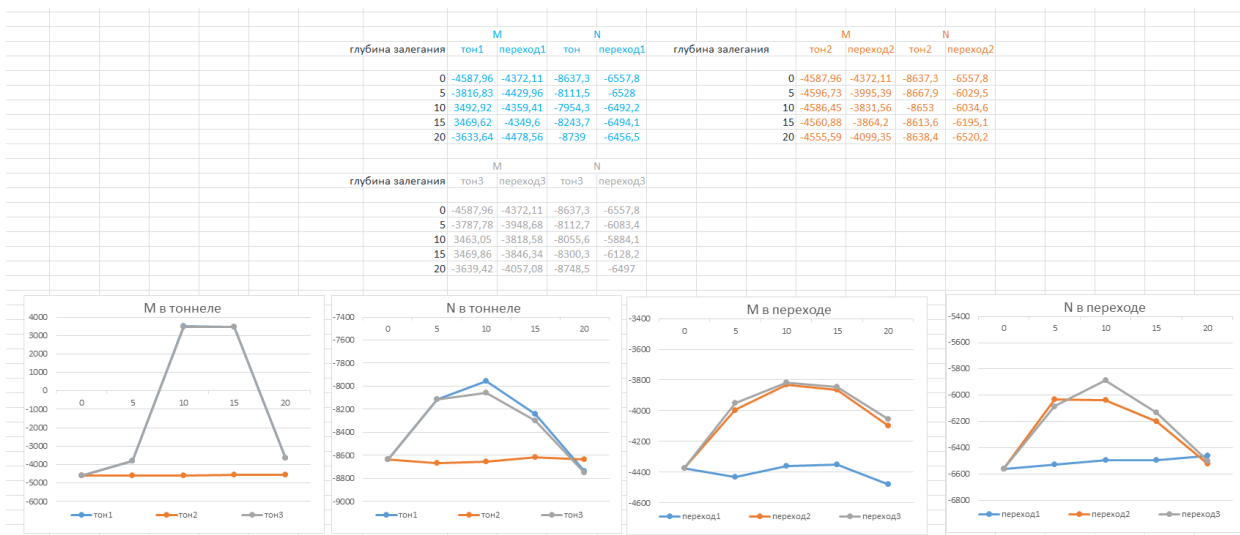 M N
глубина залегания тон1 переход1 тон переход1
0 -4587,96 -4372,11 -8637,3 -6557,8
5 -3816,83 -4429,96 -8111,5 -6528
10 3492,92 -4359,41 -7954,3 -6492,2
15 3469,62 -4349,6 -8243,7 -6494,1
20 -3633,64 -4478,56 -8739 -6456,5
M N
глубина залегания тон2 переход2 тон2 переход2
0 -4587,96 -4372,11 -8637,3 -6557,8
5 -4596,73 -3995,39 -8667,9 -6029,5
10 -4586,45 -3831,56 -8653 -6034,6
15 -4560,88 -3864,2 -8613,6 -6195,1
20 -4555,59 -4099,35 -8638,4 -6520,2
M N
глубина залегания тон3 переход3 тон3 переход3
0 -4587,96 -4372,11 -8637,3 -6557,8
5 -3787,78 -3948,68 -8112,7 -6083,4
10 3463,05 -3818,58 -8055,6 -5884,1
15 3469,86 -3846,34 -8300,3 -6128,2
20 -3639,42 -4057,08 -8748,5 -6497
M в тоннеле
4000
3000
2000
1000
0
-1000
-2000
-3000
-4000
-5000
-6000
0 5 10 15 20
тон1 тон2 тон3
N в тоннеле
-7400
-7600
-7800
-8000
-8200
-8400
-8600
-8800
-9000
0 5 10 15 20
тон1 тон2 тон3
M в переходе
-3400
-3600
-3800
-4000
-4200
-4400
-4600
0 5 10 15 20
переход1 переход2 переход3
N в переходе
-5400
-5600
-5800
-6000
-6200
-6400
-6600
-6800
0 5 10 15 20
переход1 переход2 переход3